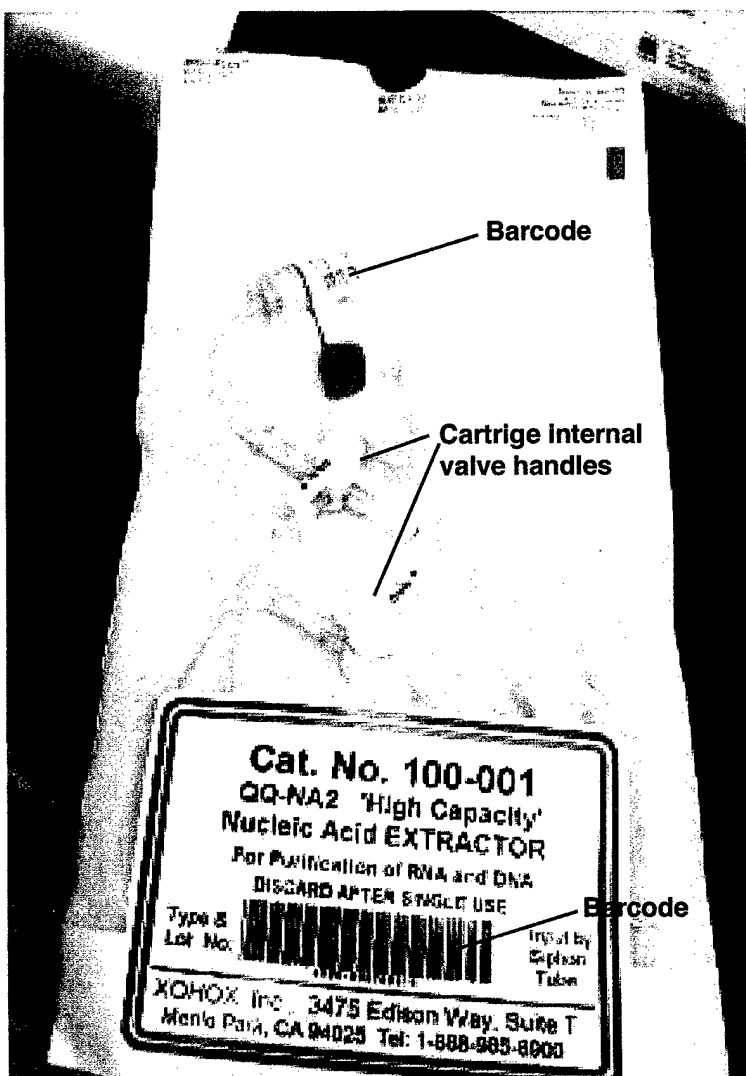 Barcode
Cartrige internal
valve handles
Cat. No. 100-001
QQ-NA2 'High Capacity'
Nucleic Acid EXTRACTOR
For Purification of RNA and DNA
DISCARD AFTER SINGLE USE
Barcode
Type &
Lot No.
Input by
Siphon
Tube
XOHOX Inc., 3475 Edison Way, Suite T
Menlo Park, CA 94025 Tel: 1-888-965-6000